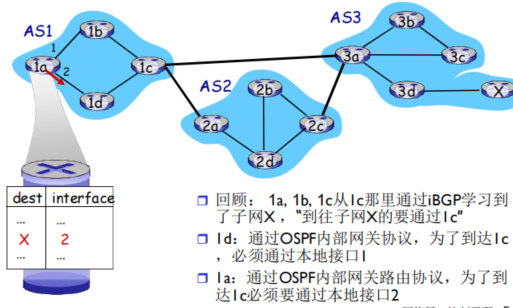 AS1
1b
1
1a
2
1c
1d
AS2
2b
2a
2c
2d
AS3
3b
3a
3c
3d
X
dest interface
... ...
X 2
... ...
回顾： 1a, 1b, 1c从1c那里通过iBGP学习到
了子网X ，“到往子网X的要通过1c”
1d：通过OSPF内部网关协议，为了到达1c
，必须通过本地接口1
1a：通过OSPF内部网关路由协议，为了到
达1c必须要通过本地接口2